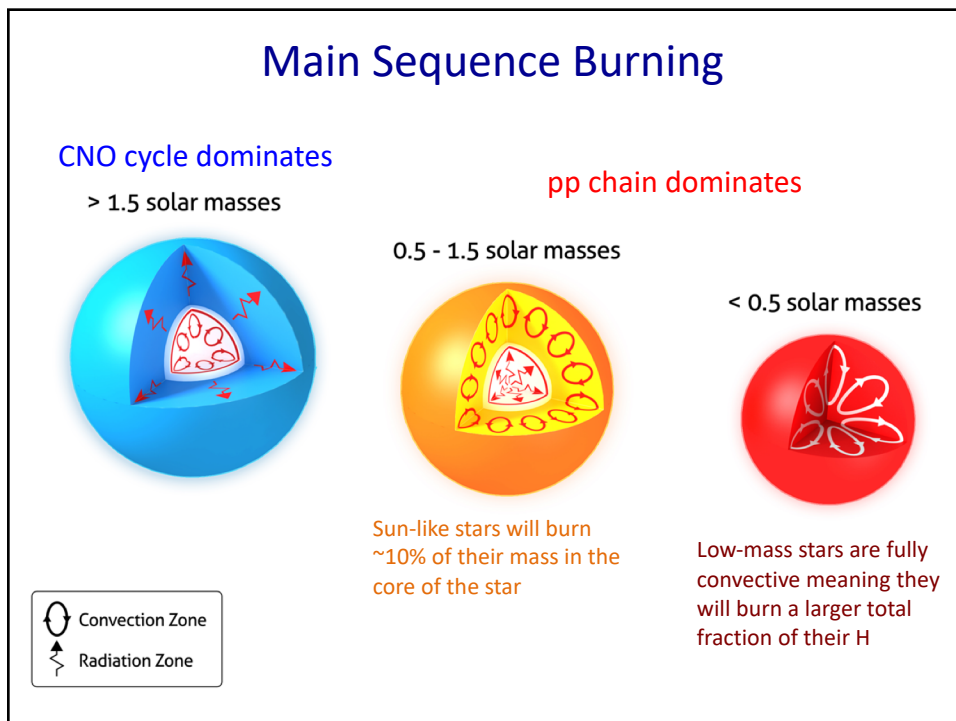 Main Sequence Burning
CNO cycle dominates
> 1.5 solar masses
pp chain dominates
0.5 - 1.5 solar masses
< 0.5 solar masses
Sun-like stars will burn
~10% of their mass in the
core of the star
Low-mass stars are fully
convective meaning they
will burn a larger total
fraction of their H
Convection Zone
Radiation Zone